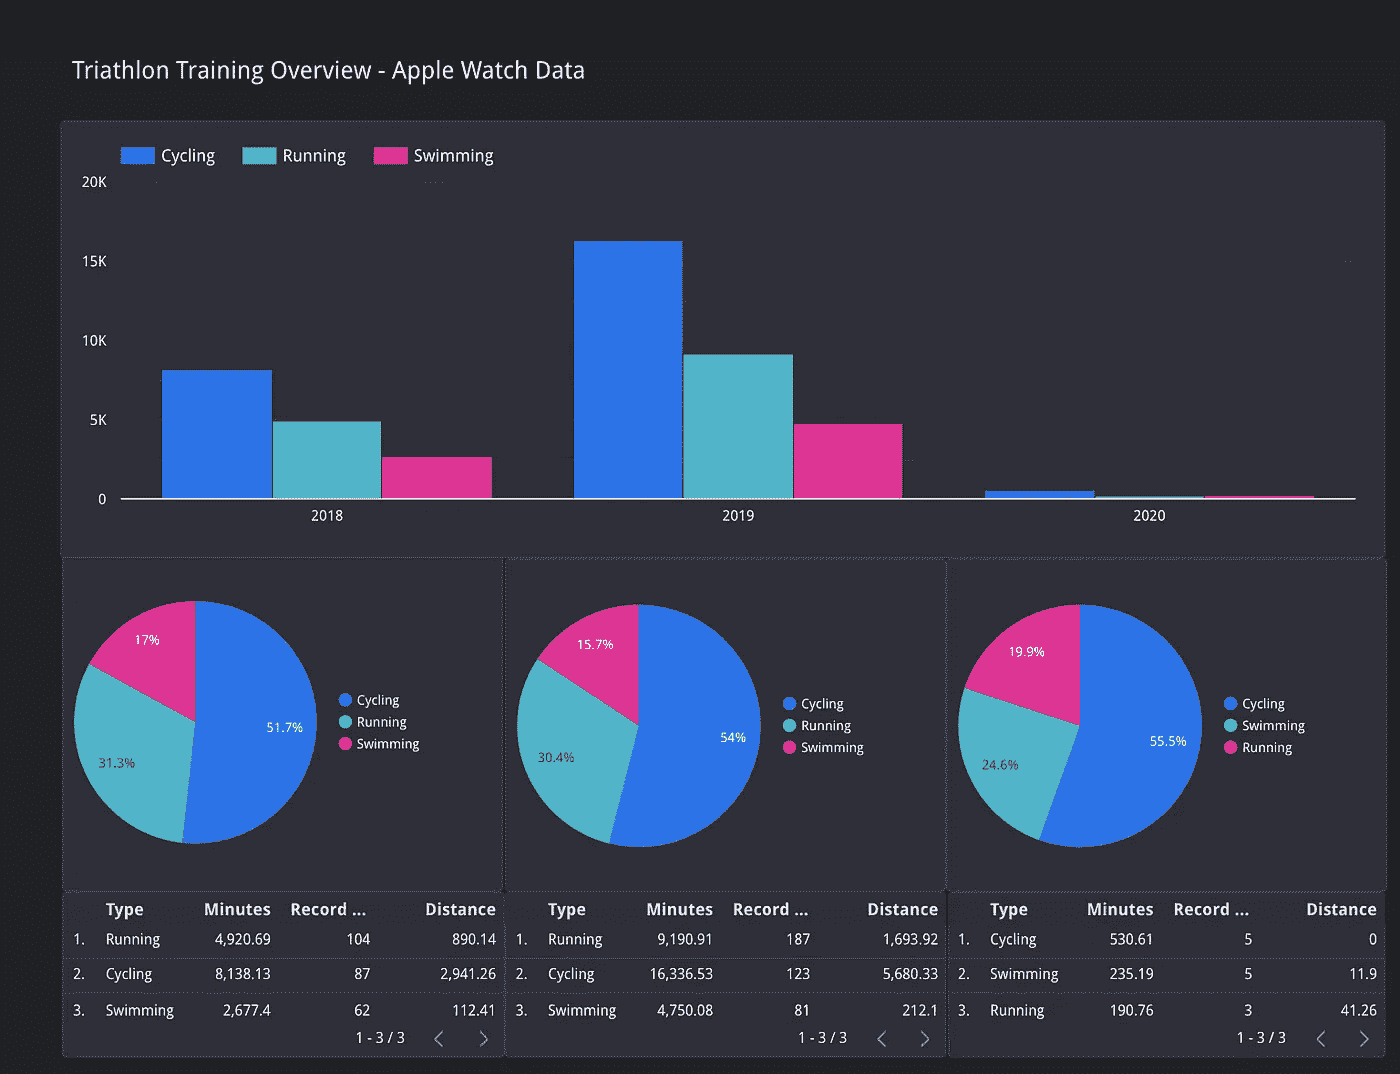 Triathlon Training Overview - Apple Watch Data
Cycling Running Swimming
20K
15K
10K
5K
0
2018 2019 2020
17%
51.7%
31.3%
Cycling
Running
Swimming
15.7%
54%
30.4%
Cycling
Running
Swimming
19.9%
55.5%
24.6%
Cycling
Swimming
Running
Type Minutes Record ... Distance
1. Running 4,920.69 104 890.14
2. Cycling 8,138.13 87 2,941.26
3. Swimming 2,677.4 62 112.41
1 - 3 / 3
Type Minutes Record ... Distance
1. Running 9,190.91 187 1,693.92
2. Cycling 16,336.53 123 5,680.33
3. Swimming 4,750.08 81 212.1
1 - 3 / 3
Type Minutes Record ... Distance
1. Cycling 530.61 5 0
2. Swimming 235.19 5 11.9
3. Running 190.76 3 41.26
1 - 3 / 3